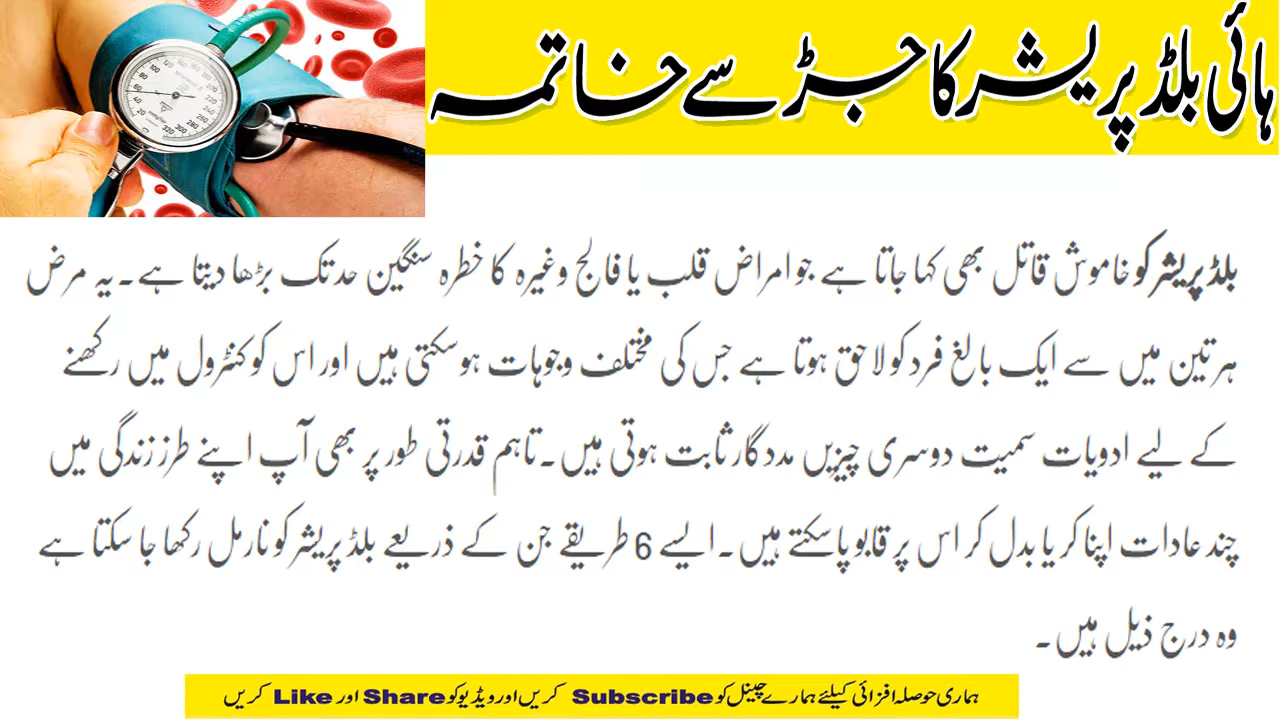 ہائی بلڈ پریشر کا جڑ سے خاتمہ
بلڈ پریشر کو خاموش قاتل بھی کہا جاتا ہے جو امراض قلب یا فالج وغیرہ کا خطرہ سنگین حد تک بڑھا دیتا ہے۔ یہ مرض
ہر تین میں سے ایک بالغ فرد کو لاحق ہوتا ہے جس کی مختلف وجوہات ہوسکتی ہیں اور اس کو کنٹرول میں رکھنے
کے لیے ادویات سمیت دوسری چیزیں مددگار ثابت ہوتی ہیں۔ تاہم قدرتی طور پر بھی آپ اپنے طرز زندگی میں
چند عادات اپنا کر یا بدل کر اس پر قابو پاسکتے ہیں۔ ایسے 6 طریقے جن کے ذریعے بلڈ پریشر کو نارمل رکھا جا سکتا ہے
وہ درج ذیل ہیں۔
ہماری حوصلہ افزائی کیلئے ہمارے چینل کو Subscribe کریں اور ویڈیو کو Share اور Like کریں